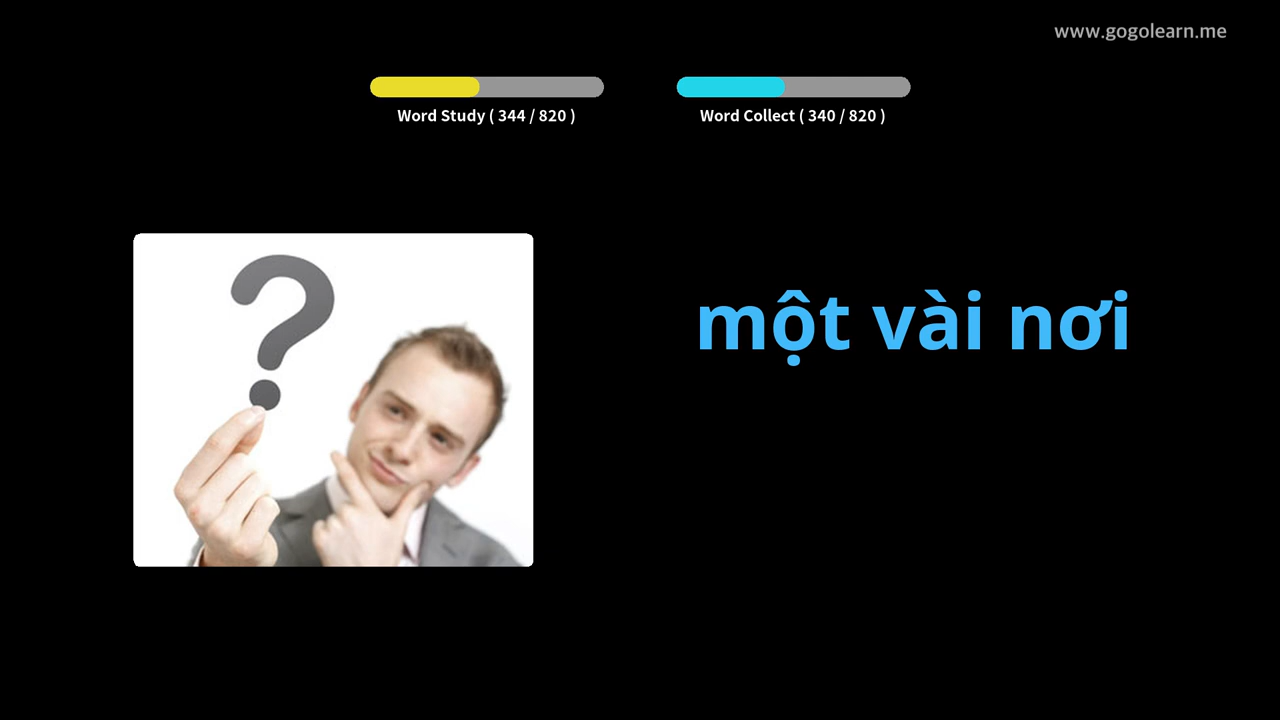 www.gogolearn.me
Word Study ( 344 / 820 )
Word Collect ( 340 / 820 )
?
một vài nơi